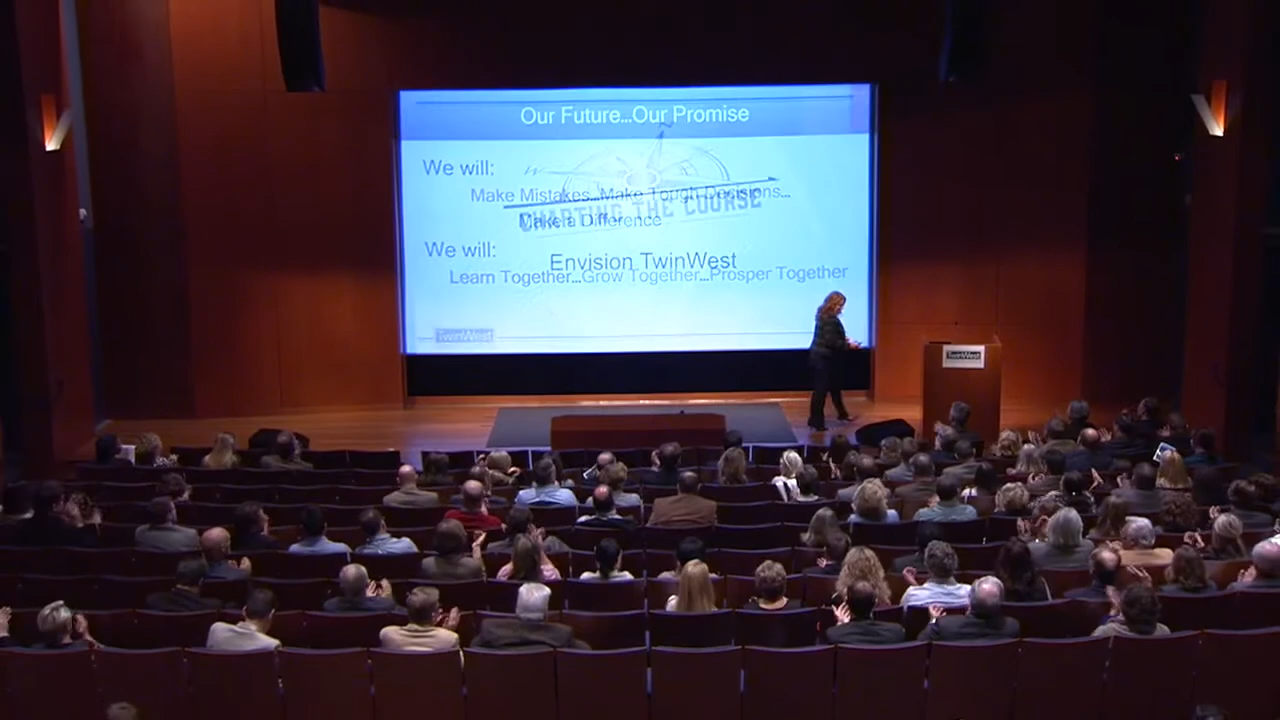 Our Future...Our Promise
We will:
Make Mistakes...Make Tough Decisions...
CHARTING THE COURSE
Make a Difference
We will:
Envision TwinWest
Learn Together...Grow Together...Prosper Together
TwinWest
TwinWest